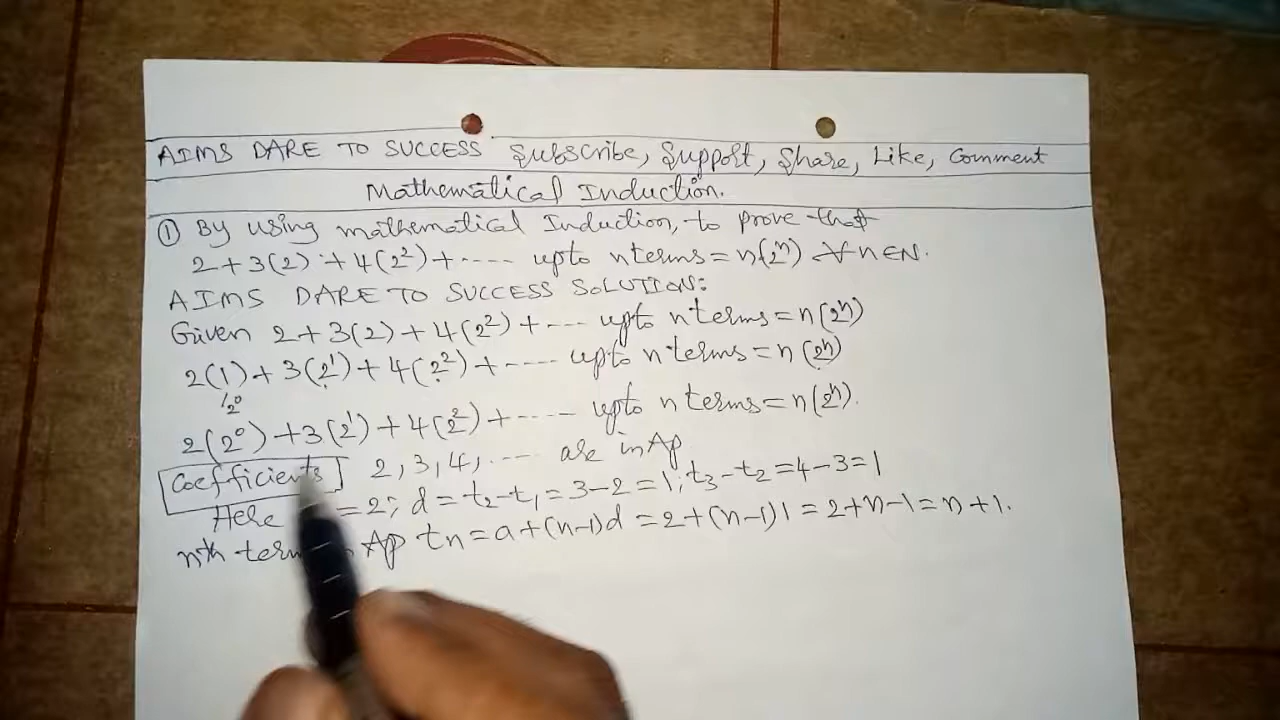 AIMS DARE TO SUCCESS Subscribe, Support, Share, Like, Comment
Mathematical Induction.
① By using mathematical Induction, to prove that
2+3(2)+4(2²)+---- upto n terms=n(2ⁿ) ∀n∈N.
AIMS DARE TO SUCCESS SOLUTION:
Given 2+3(2)+4(2²)+--- upto n terms=n(2ⁿ)
2(1)+3(2¹)+4(2²)+---- upto n terms=n(2ⁿ)
2⁰
2(2⁰)+3(2¹)+4(2²)+---- upto n terms=n(2ⁿ).
Coefficients 2,3,4,---- are in Ap
Here =2; d=t₂-t₁=3-2=1; t₃-t₂=4-3=1
nth Ap tn=a+(n-1)d=2+(n-1)1=2+n-1=n+1.